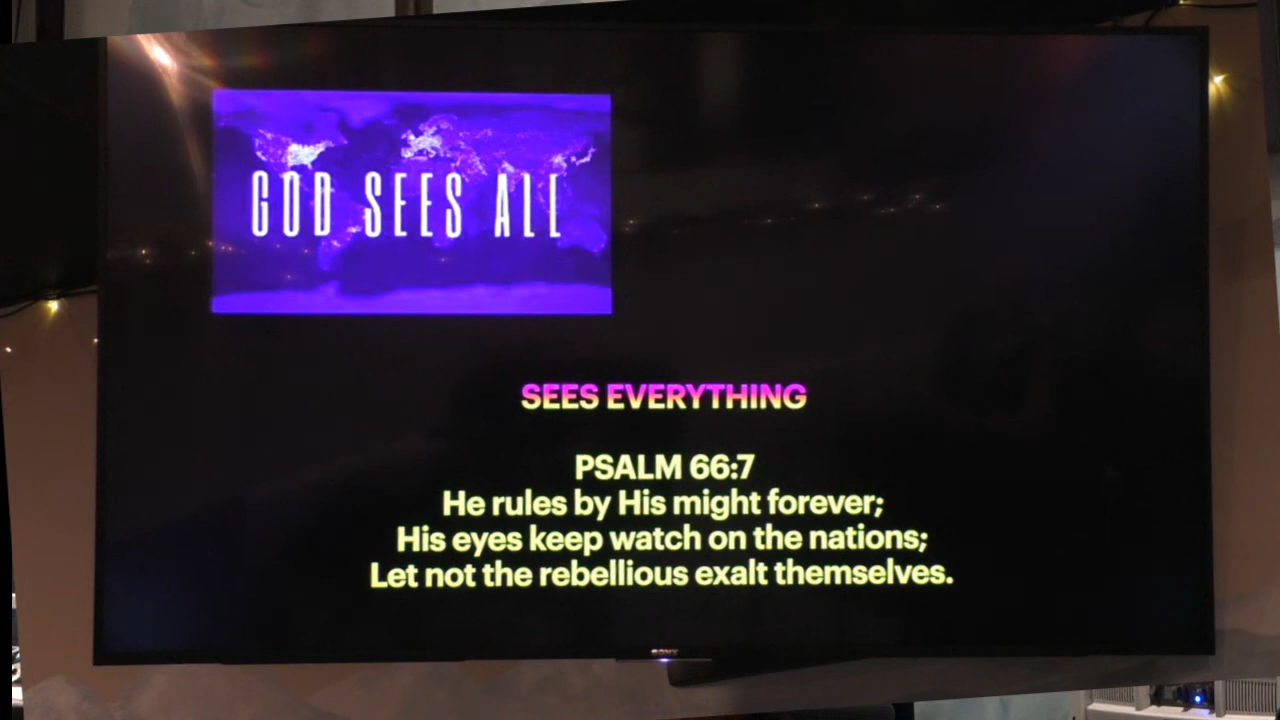 GOD SEES ALL
SEES EVERYTHING
PSALM 66:7
He rules by His might forever;
His eyes keep watch on the nations;
Let not the rebellious exalt themselves.
SONY